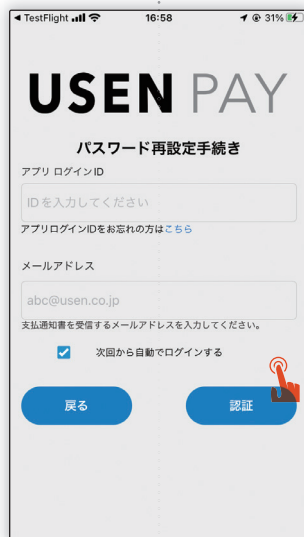 ◀ TestFlight 16:58 31%
USEN PAY
パスワード再設定手続き
アプリ ログインID
IDを入力してください
アプリログインIDをお忘れの方はこちら
メールアドレス
abc@usen.co.jp
支払通知書を受信するメールアドレスを入力してください。
次回から自動でログインする
戻る 認証